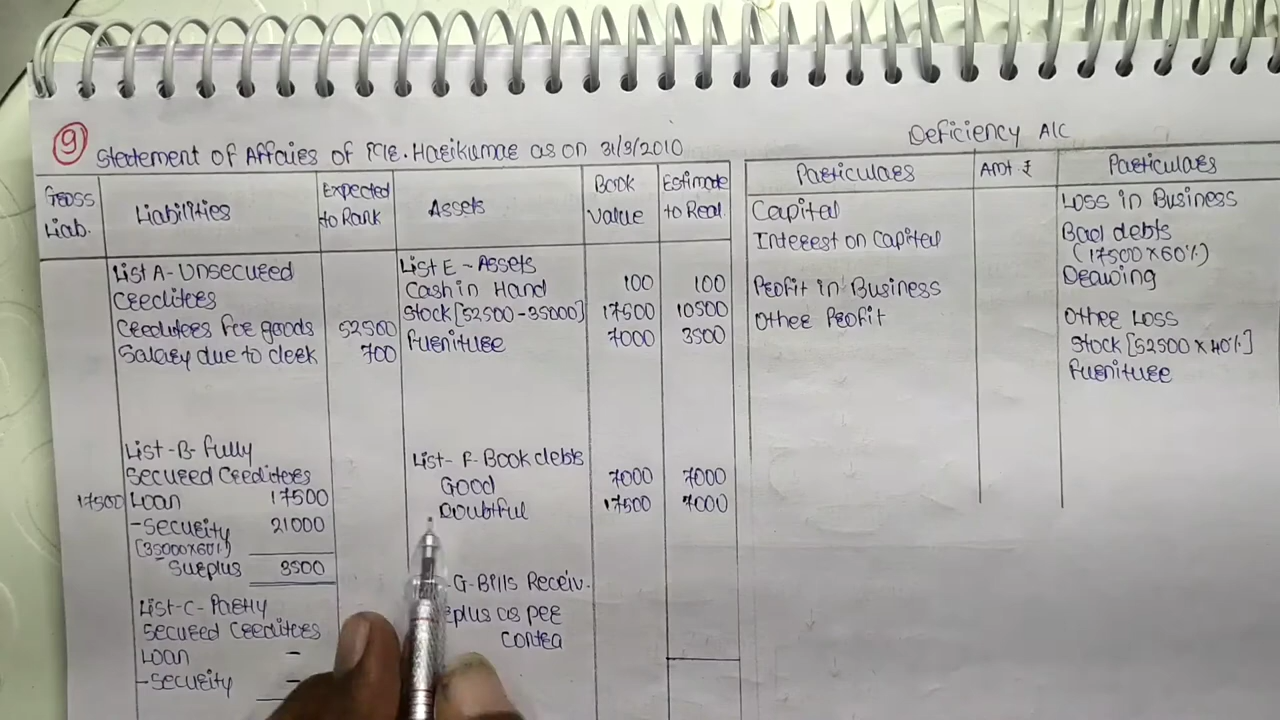 9 Statement of Affairs of Mr. Harikumar as on 31/3/2010
Gross Liab. Liabilities Expected to Rank Assets Book Value Estimate to Real.
List A - Unsecured Creditors
Creditors For goods 52500
Salary due to clerk 700
List - B - Fully Secured Creditors
17500 Loan 17500
- Security 21000
[35000x60%)
Surplus 3500
List - C - Partly Secured Creditors
Loan -
- Security -
List E - Assets
Cash in Hand 100 100
Stock [52500 - 35000] 17500 10500
Furniture 7000 3500
List - F - Book debts
Good 7000 7000
Doubtful 17500 7000
- G - Bills Receiv.
plus as per
contra
Deficiency A/C
Particulars Amt ₹ Particulars
Capital
Interest on Capital
Profit in Business
Other Profit
Loss in Business
Bad debts
(17500 x 60%)
Drawing
Other Loss
Stock [52500 x 40%]
Furniture